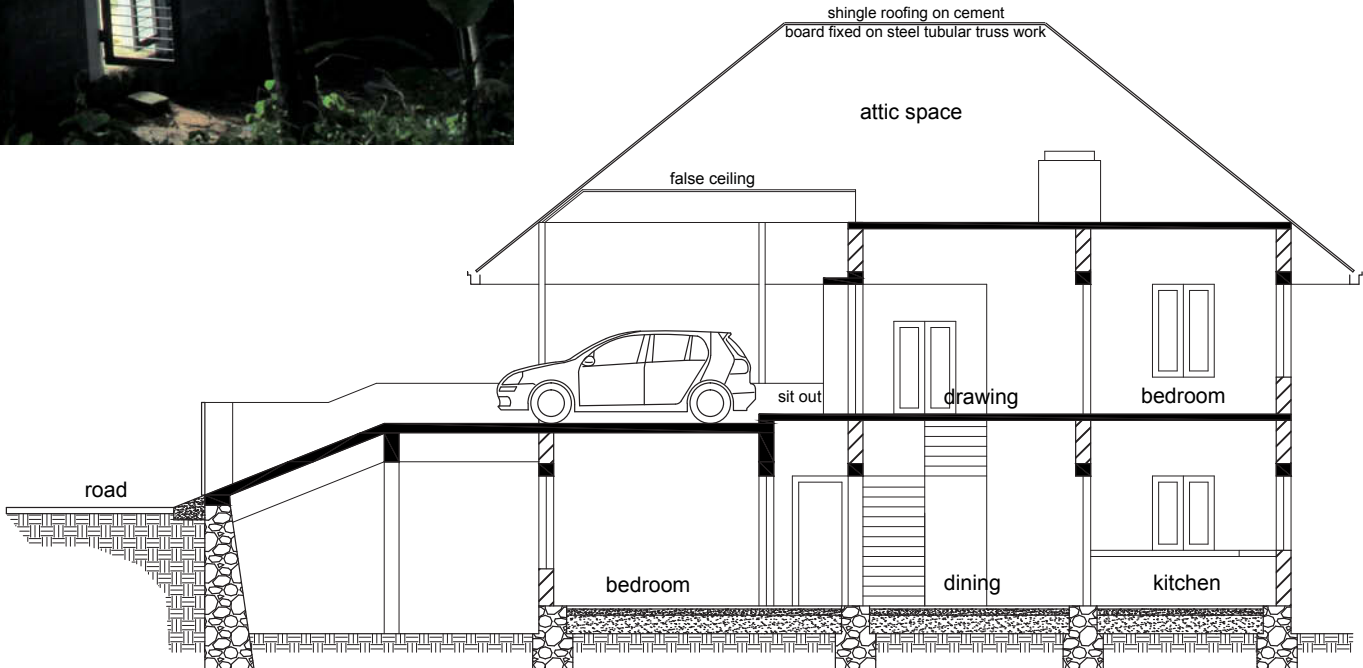 shingle roofing on cement
board fixed on steel tubular truss work
attic space
false ceiling
sit out
drawing
bedroom
road
bedroom
dining
kitchen